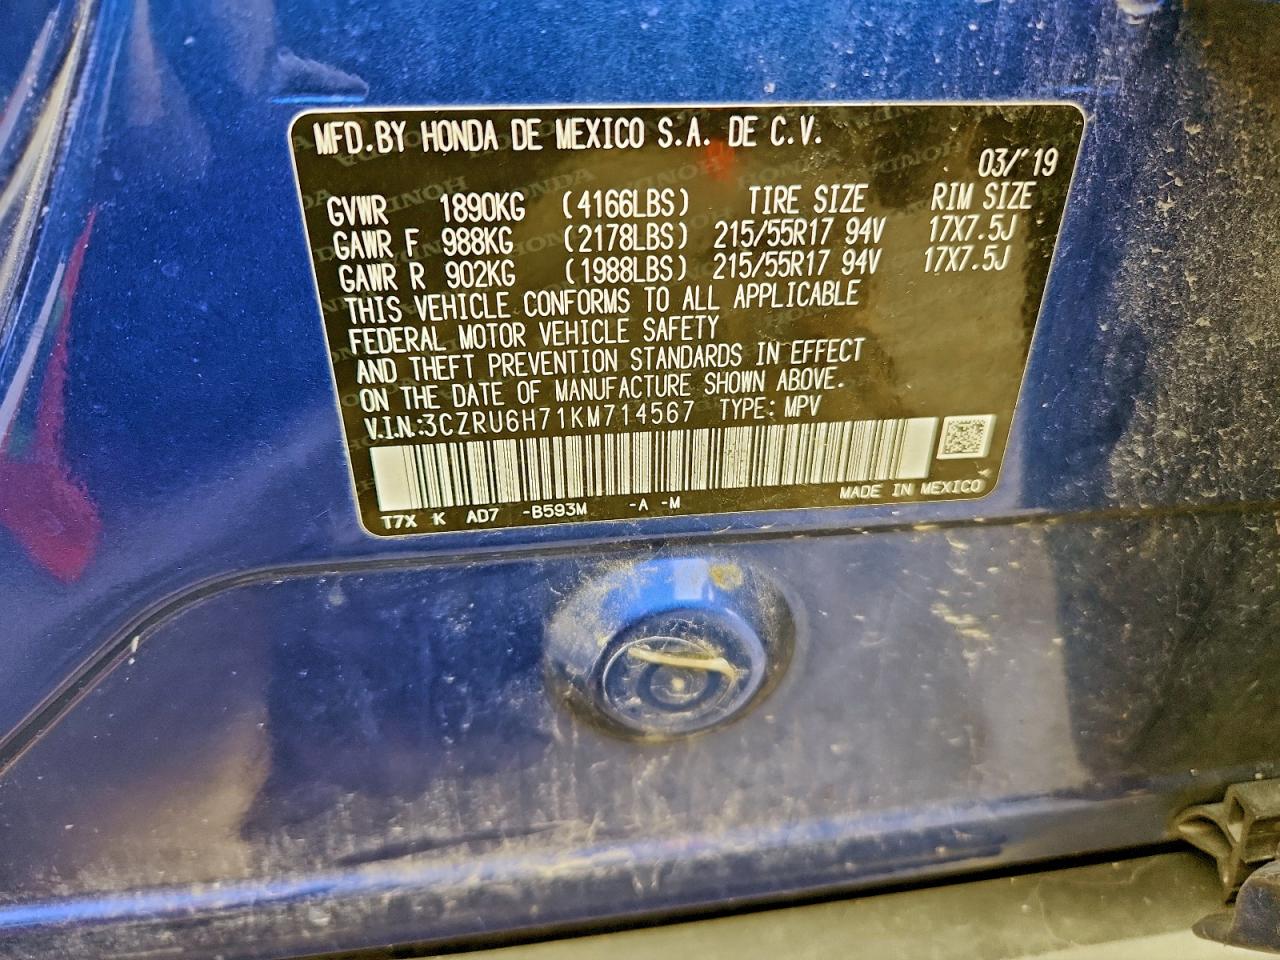 MFD.BY HONDA DE MEXICO S.A. DE C.V.
03/'19
GVWR 1890KG (4166LBS) TIRE SIZE RIM SIZE
GAWR F 988KG (2178LBS) 215/55R17 94V 17X7.5J
GAWR R 902KG (1988LBS) 215/55R17 94V 17X7.5J
THIS VEHICLE CONFORMS TO ALL APPLICABLE
FEDERAL MOTOR VEHICLE SAFETY
AND THEFT PREVENTION STANDARDS IN EFFECT
ON THE DATE OF MANUFACTURE SHOWN ABOVE.
V.I.N.:3CZRU6H71KM714567 TYPE: MPV
MADE IN MEXICO
T7X K AD7 -B593M -A -M